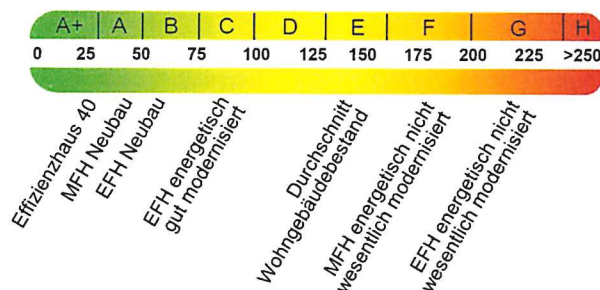 A+ A B C D E F G H
0 25 50 75 100 125 150 175 200 225 >250
Effizienzhaus 40
MFH Neubau
EFH Neubau
EFH energetisch
gut modernisiert
Durchschnitt
Wohngebäudebestand
MFH energetisch nicht
wesentlich modernisiert
EFH energetisch nicht
wesentlich modernisiert